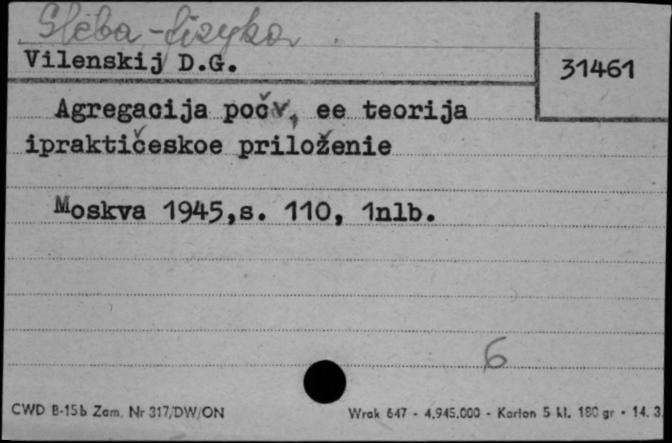 Gleba - fizyka
Vilenskij D.G.
31461
Agregacija počv, ee teorija
ipraktičeskoe priloženie
Moskva 1945,s. 110, 1nlb.
6
CWD B-15b Zam. Nr 317/DW/ON
Wrak 647 - 4.945.000 - Karton 5 kl. 180 gr - 14. 3.